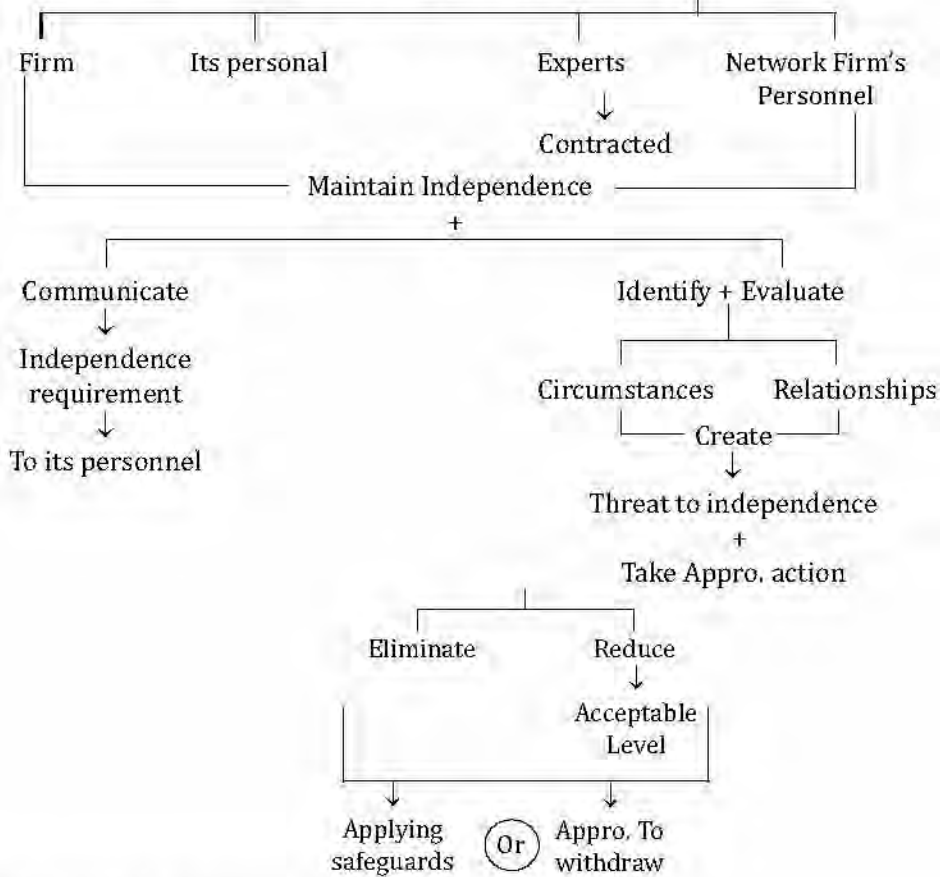 Firm
Its personal
Experts
Network Firm's
Personnel
Contracted
Maintain Independence
+
Communicate
Identify + Evaluate
Independence
requirement
Circumstances
Relationships
Create
To its personnel
Threat to independence
+
Take Appro. action
Eliminate
Reduce
Acceptable
Level
Applying
safeguards
Or
Appro. To
withdraw